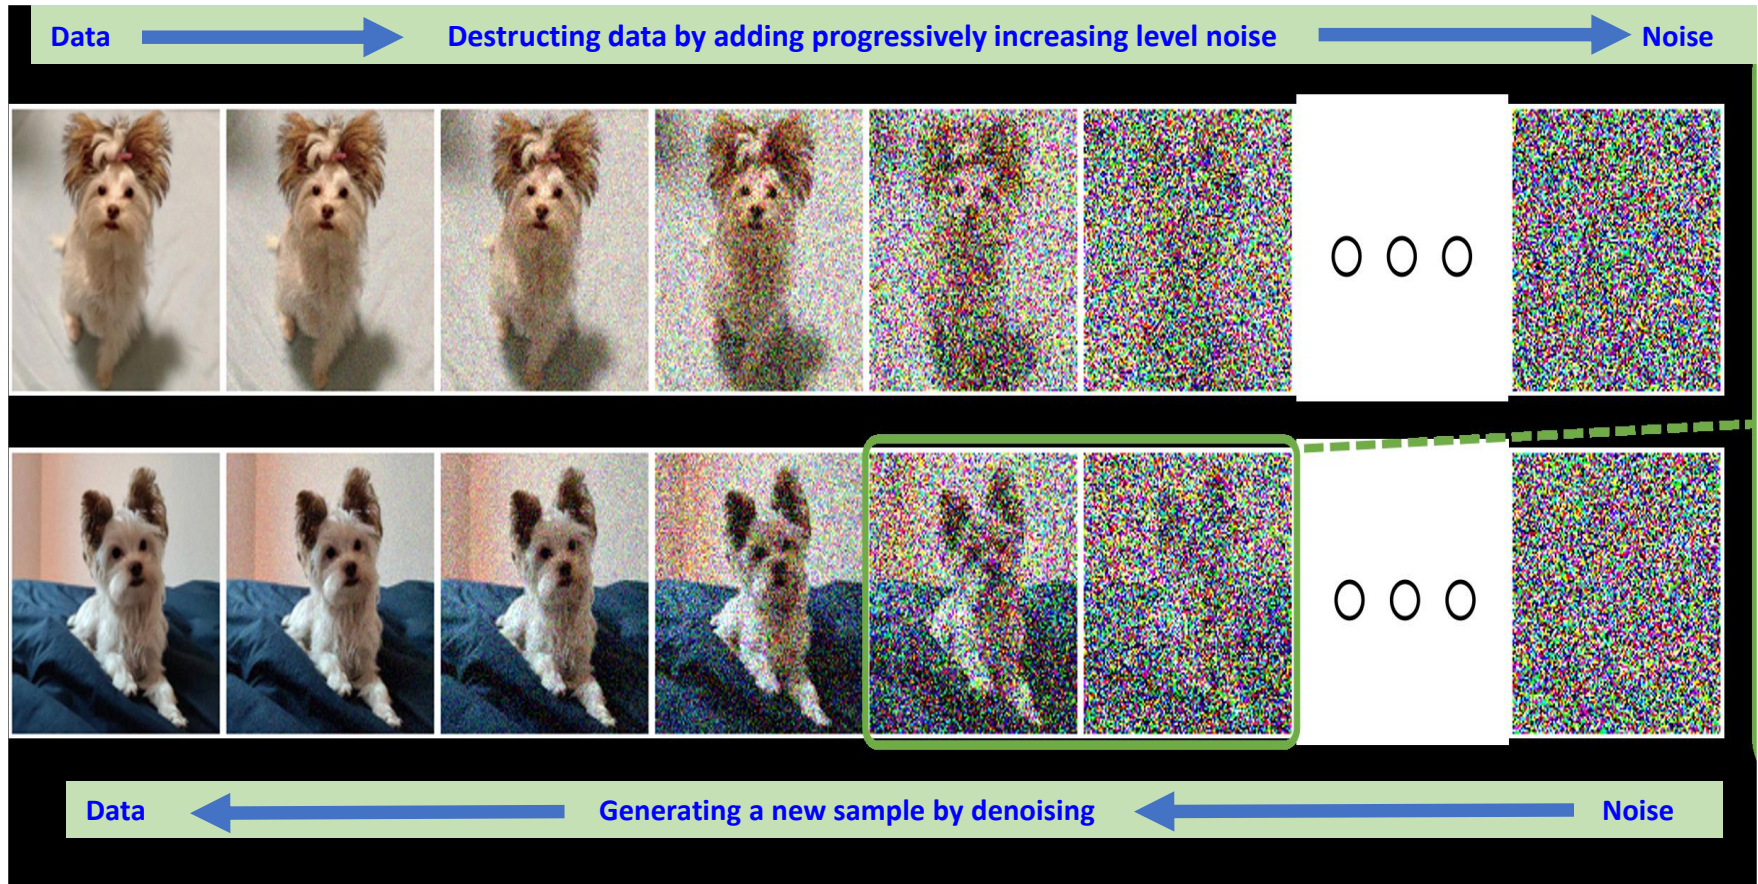 Data Destructing data by adding progressively increasing level noise Noise
Data Generating a new sample by denoising Noise